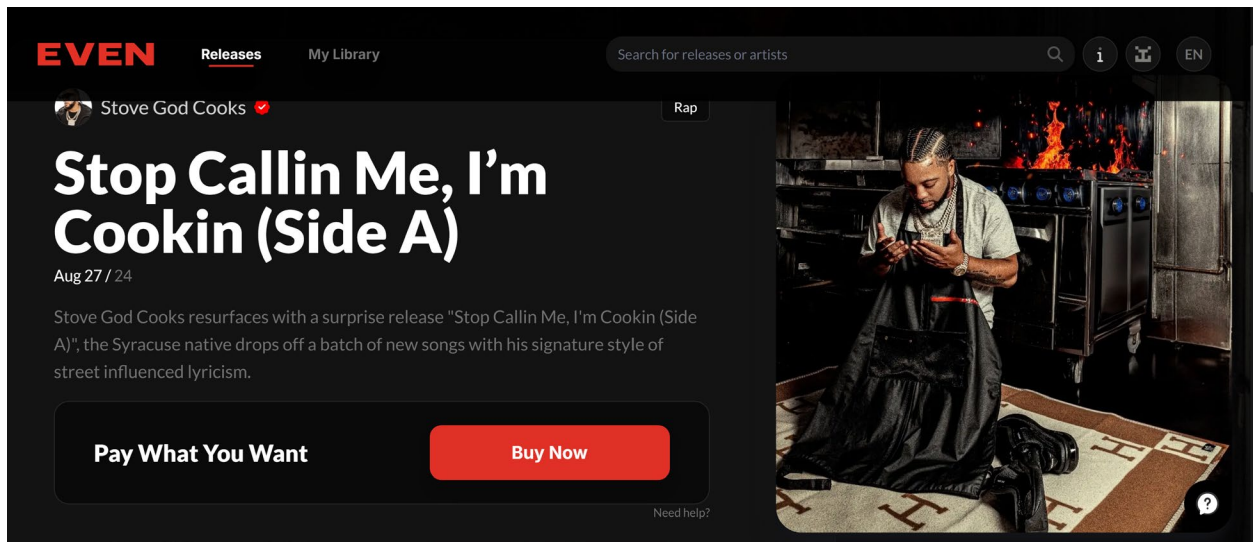 EVEN
Releases
My Library
Search for releases or artists
i
EN
Stove God Cooks
Rap
Stop Callin Me, I’m
Cookin (Side A)
Aug 27 / 24
Stove God Cooks resurfaces with a surprise release "Stop Callin Me, I'm Cookin (Side
A)", the Syracuse native drops off a batch of new songs with his signature style of
street influenced lyricism.
Pay What You Want
Buy Now
Need help?
H
H
H
H
?